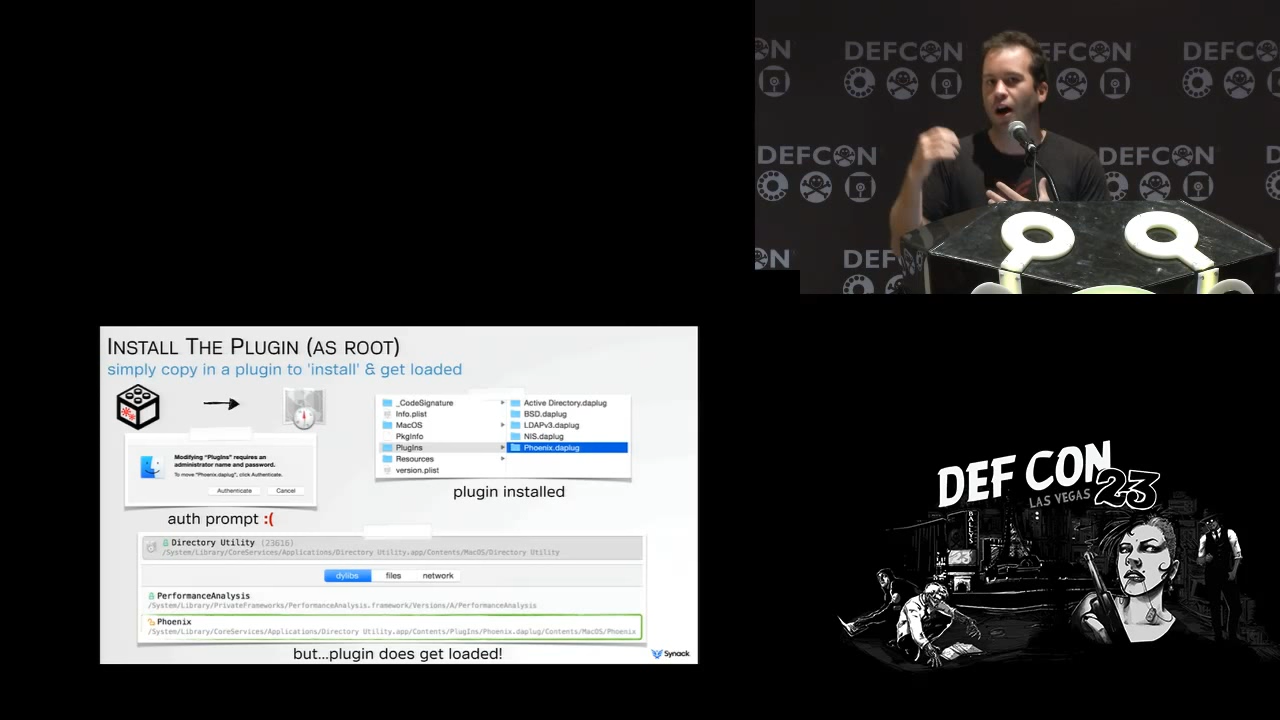 DEFCON
DEFCON
DEFCON
DEFCON
INSTALL THE PLUGIN (AS ROOT)
simply copy in a plugin to 'install' & get loaded
_CodeSignature
Info.plist
MacOS
PkgInfo
PlugIns
Resources
version.plist
Active Directory.daplug
BSD.daplug
LDAPv3.daplug
NIS.daplug
Phoenix.daplug
Modifying "PlugIns" requires an
administrator name and password.
To move "Phoenix.daplug", click Authenticate.
Authenticate Cancel
plugin installed
auth prompt :(
Directory Utility (23616)
/System/Library/CoreServices/Applications/Directory Utility.app/Contents/MacOS/Directory Utility
dylibs files network
PerformanceAnalysis
/System/Library/PrivateFrameworks/PerformanceAnalysis.framework/Versions/A/PerformanceAnalysis
Phoenix
/System/Library/CoreServices/Applications/Directory Utility.app/Contents/PlugIns/Phoenix.daplug/Contents/MacOS/Phoenix
but...plugin does get loaded!
Synack
DEF CON
LAS VEGAS 23
BALLYS
23